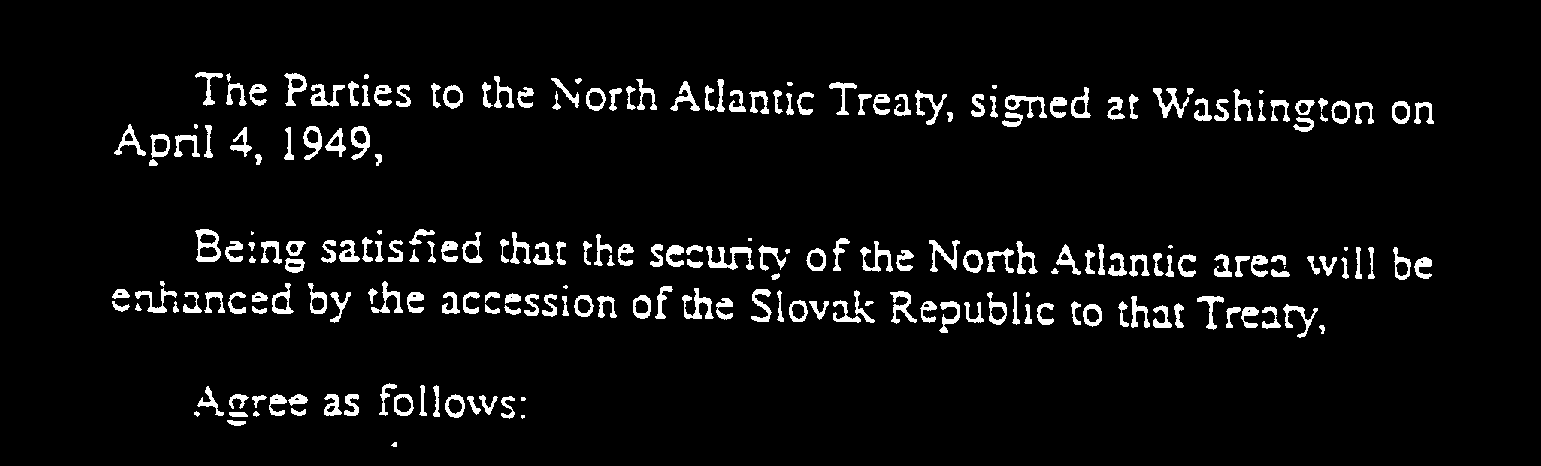 The Parties to the North Atlantic Treaty, signed at Washington on
April 4, 1949,
Being satisfied that the security of the North Atlantic area will be
enhanced by the accession of the Slovak Republic to that Treaty,
Agree as follows: